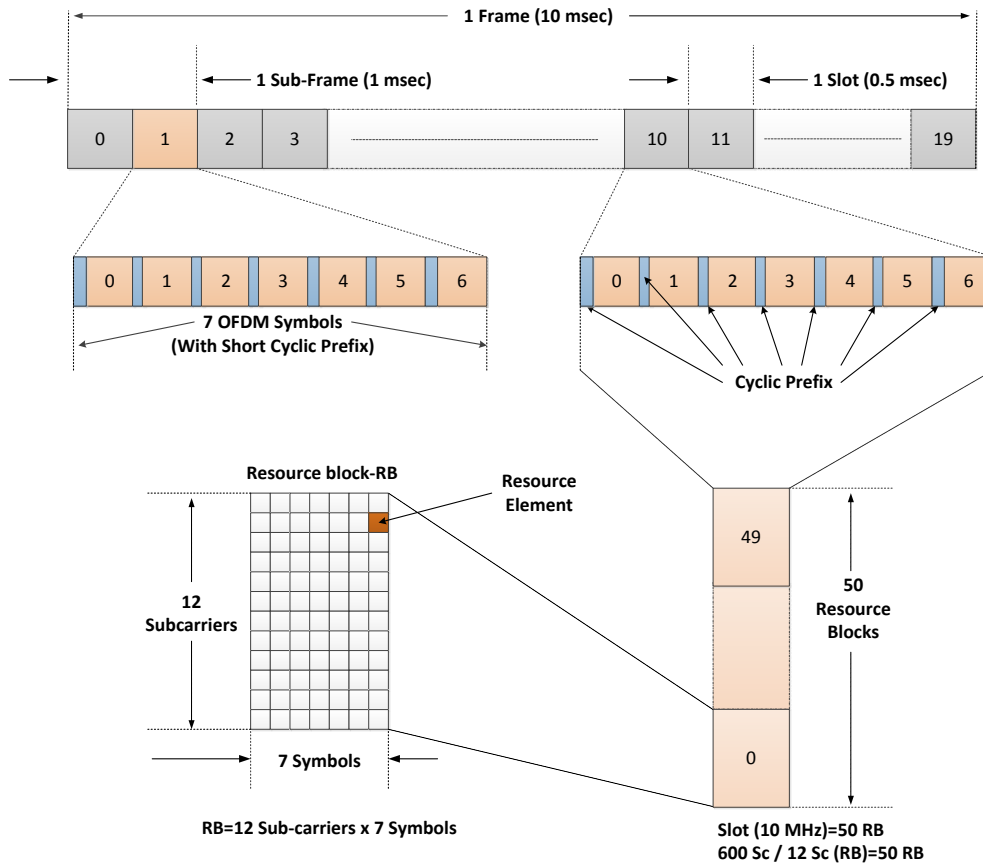 1 Frame (10 msec)
1 Sub-Frame (1 msec)
1 Slot (0.5 msec)
0 1 2 3 10 11 19
0 1 2 3 4 5 6
0 1 2 3 4 5 6
7 OFDM Symbols
(With Short Cyclic Prefix)
Cyclic Prefix
Resource block-RB
Resource
Element
12
Subcarriers
7 Symbols
RB=12 Sub-carriers x 7 Symbols
49
0
50
Resource
Blocks
Slot (10 MHz)=50 RB
600 Sc / 12 Sc (RB)=50 RB